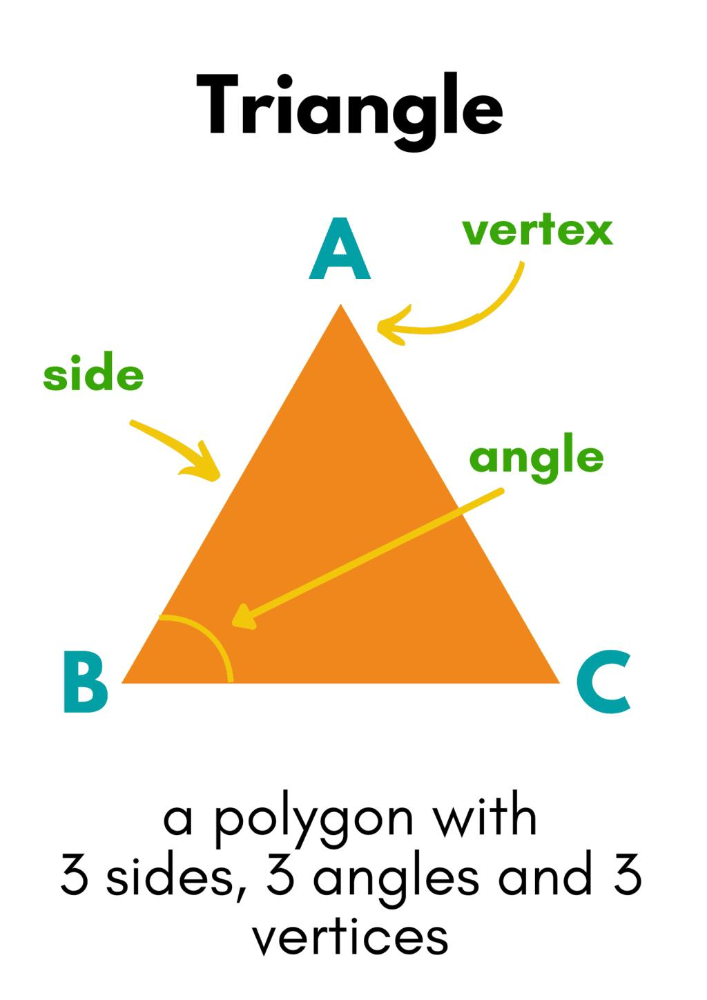 Triangle
A
vertex
side
angle
B
C
a polygon with
3 sides, 3 angles and 3
vertices